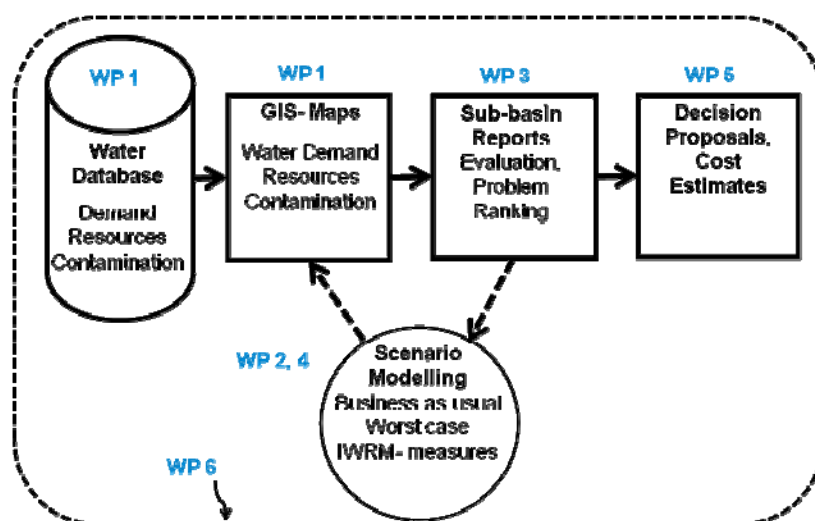 WP 1
Water
Database
Demand
Resources
Contamination
WP 1
GIS- Maps
Water Demand
Resources
Contamination
WP 3
Sub-basin
Reports
Evaluation,
Problem
Ranking
WP 5
Decision
Proposals,
Cost
Estimates
WP 2, 4
Scenario
Modelling
Business as usual
Worst case
IWRM- measures
WP 6